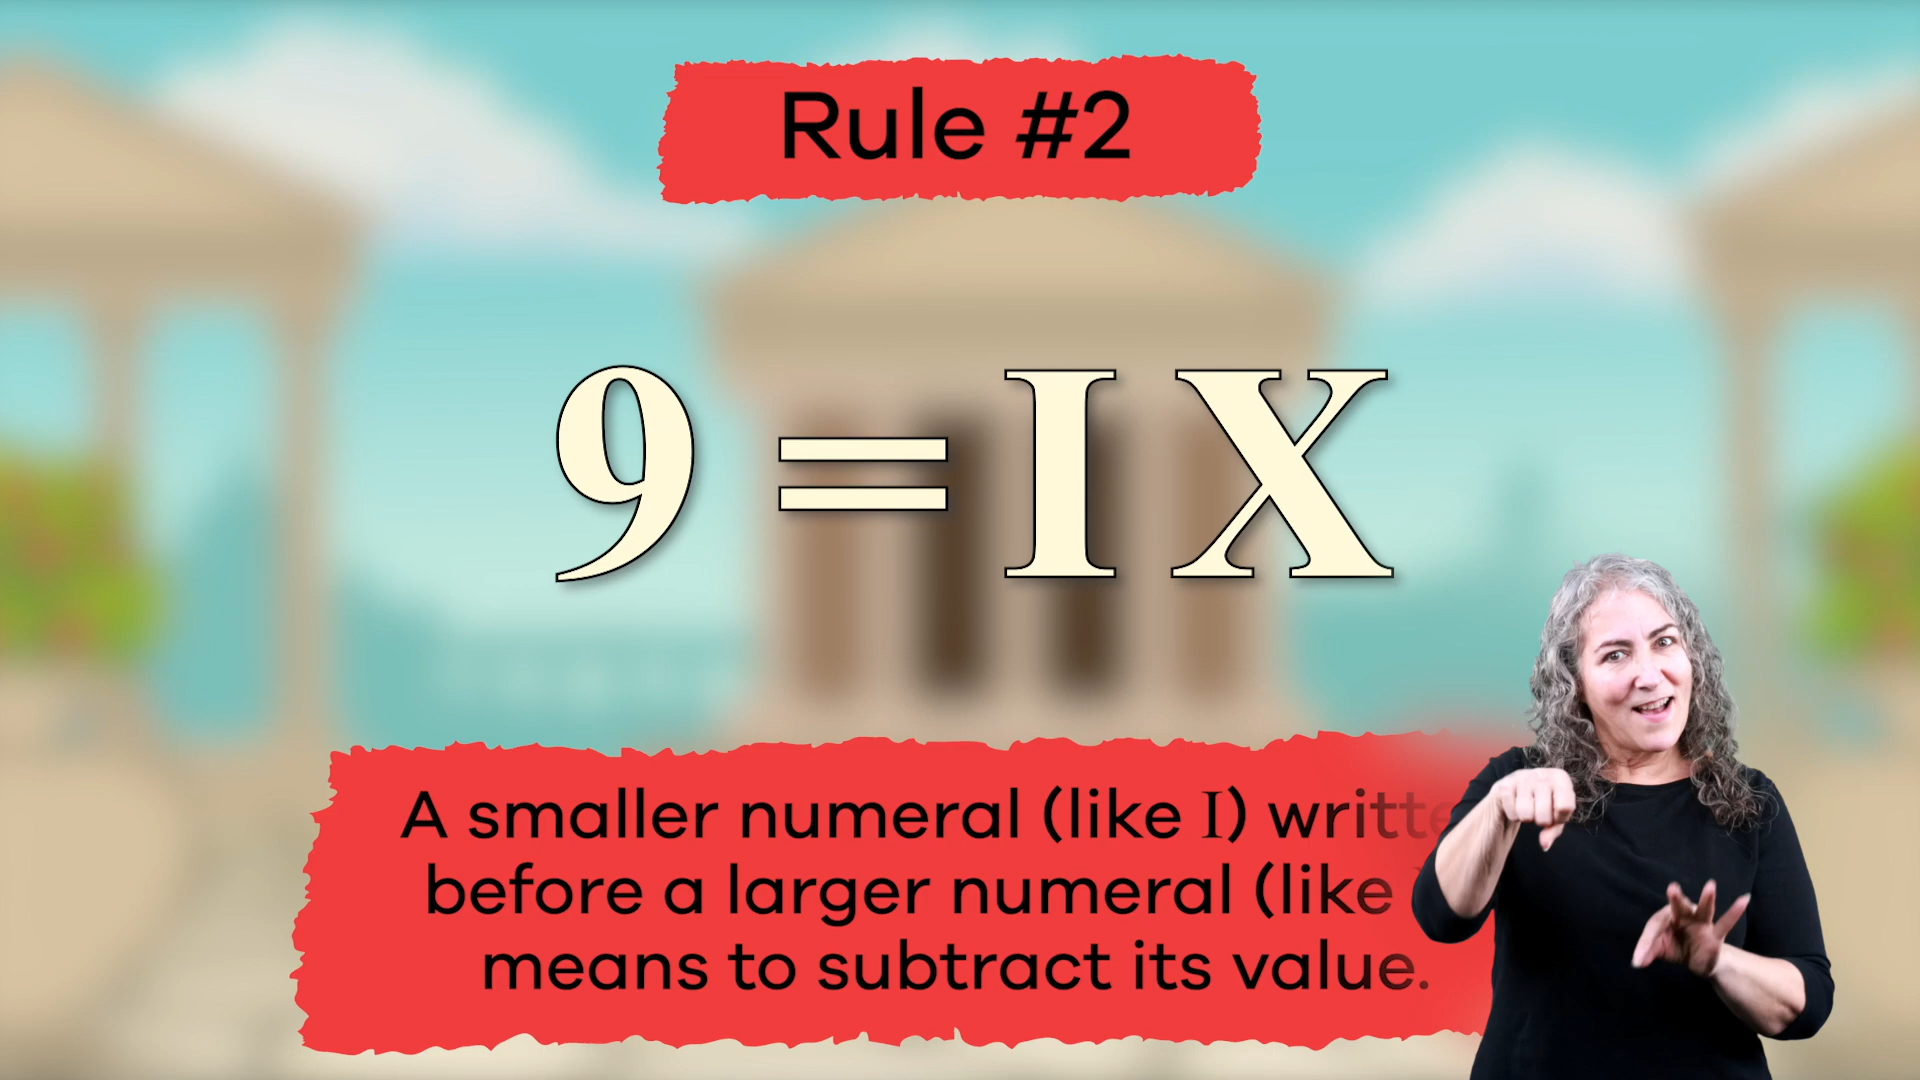 Rule #2
9 = IX
A smaller numeral (like I)
before a larger numeral (like
means to subtract its value.